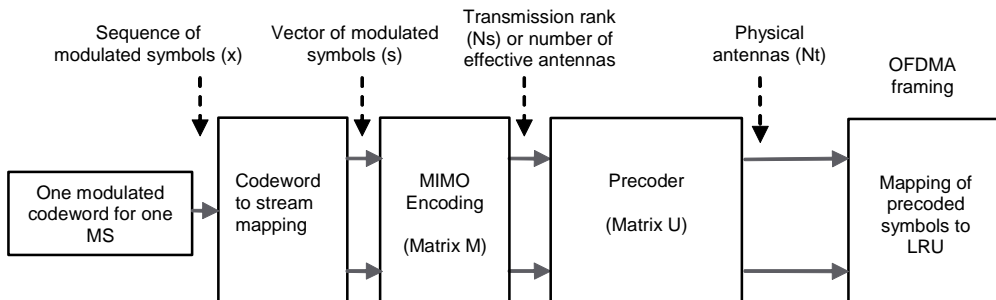 Sequence of
modulated symbols (x)
Vector of modulated
symbols (s)
Transmission rank
(Ns) or number of
effective antennas
Physical
antennas (Nt)
OFDMA
framing
One modulated
codeword for one
MS
Codeword
to stream
mapping
MIMO
Encoding
(Matrix M)
Precoder
(Matrix U)
Mapping of
precoded
symbols to
LRU